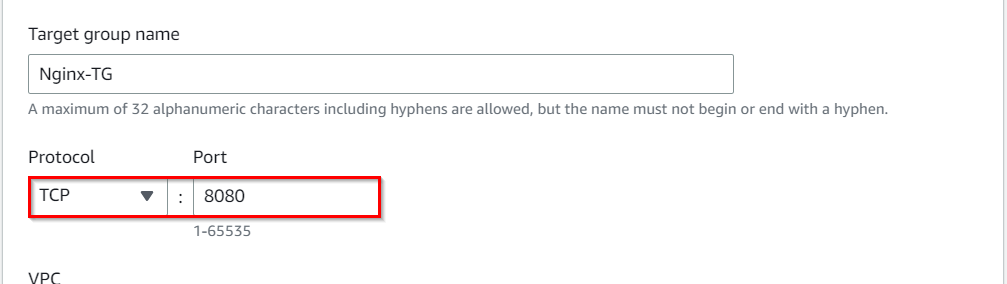 Target group name
Nginx-TG
A maximum of 32 alphanumeric characters including hyphens are allowed, but the name must not begin or end with a hyphen.
Protocol Port
TCP : 8080
1-65535
VPC